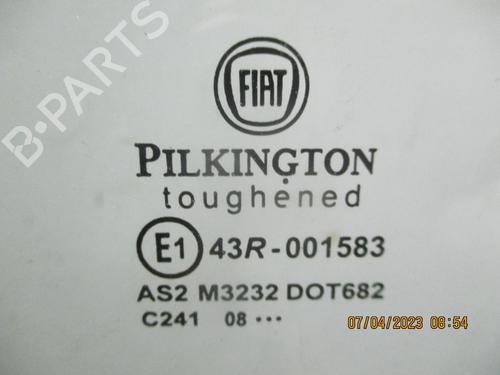 B-PARTS
FIAT
PILKINGTON
toughened
E1 43R-001583
AS2 M3232 DOT682
C241 08 •••
07/04/2023 08:54